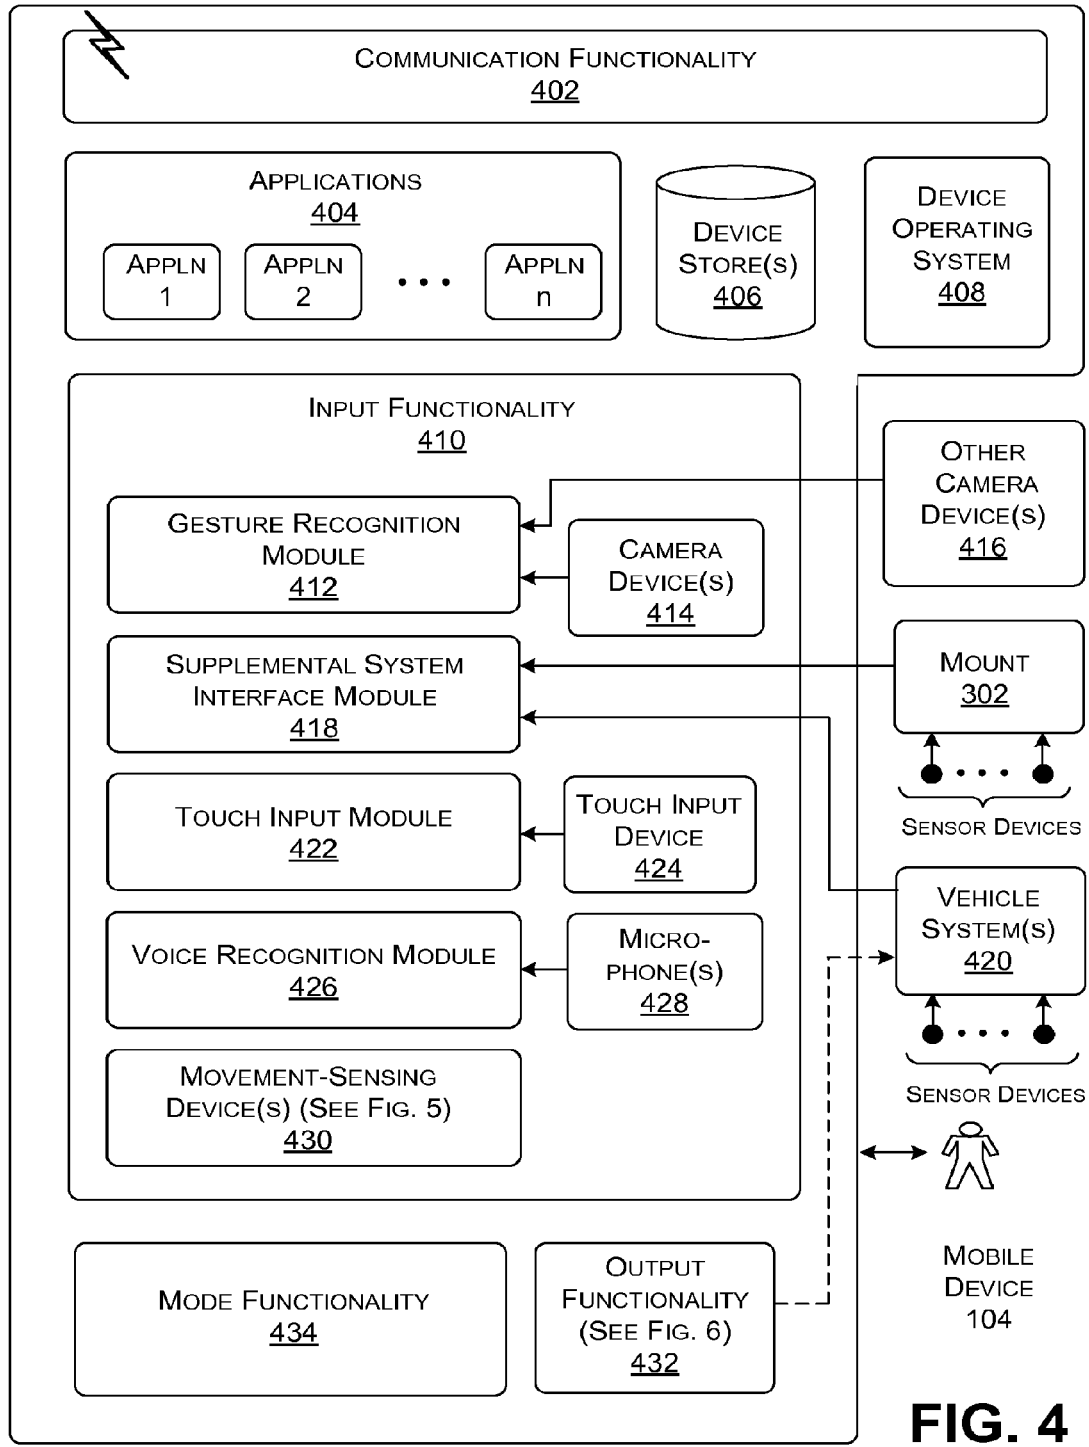 COMMUNICATION FUNCTIONALITY
402
APPLICATIONS
404
APPLN
1
APPLN
2
• • •
APPLN
n
DEVICE
STORE(S)
406
DEVICE
OPERATING
SYSTEM
408
INPUT FUNCTIONALITY
410
GESTURE RECOGNITION
MODULE
412
CAMERA
DEVICE(S)
414
OTHER
CAMERA
DEVICE(S)
416
SUPPLEMENTAL SYSTEM
INTERFACE MODULE
418
MOUNT
302
• • •
SENSOR DEVICES
TOUCH INPUT MODULE
422
TOUCH INPUT
DEVICE
424
VEHICLE
SYSTEM(S)
420
• • •
SENSOR DEVICES
VOICE RECOGNITION MODULE
426
MICRO-
PHONE(S)
428
MOVEMENT-SENSING
DEVICE(S) (SEE FIG. 5)
430
MODE FUNCTIONALITY
434
OUTPUT
FUNCTIONALITY
(SEE FIG. 6)
432
MOBILE
DEVICE
104
FIG. 4